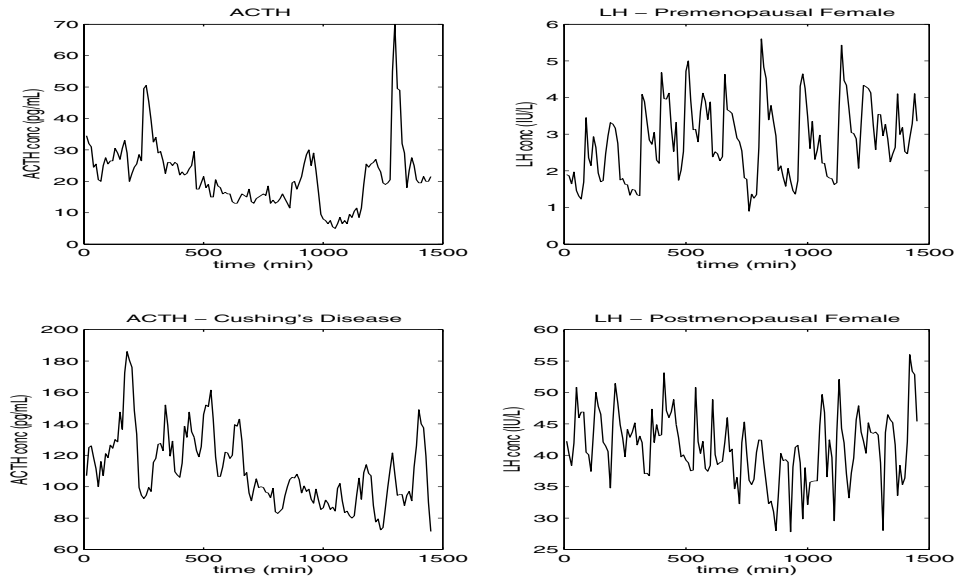 ACTH
70
60
50
40
30
20
10
0
ACTH conc (pg/mL)
0 500 1000 1500
time (min)
LH – Premenopausal Female
6
5
4
3
2
1
0
LH conc (IU/L)
0 500 1000 1500
time (min)
ACTH – Cushing's Disease
200
180
160
140
120
100
80
60
ACTH conc (pg/mL)
0 500 1000 1500
time (min)
LH – Postmenopausal Female
60
55
50
45
40
35
30
25
LH conc (IU/L)
0 500 1000 1500
time (min)